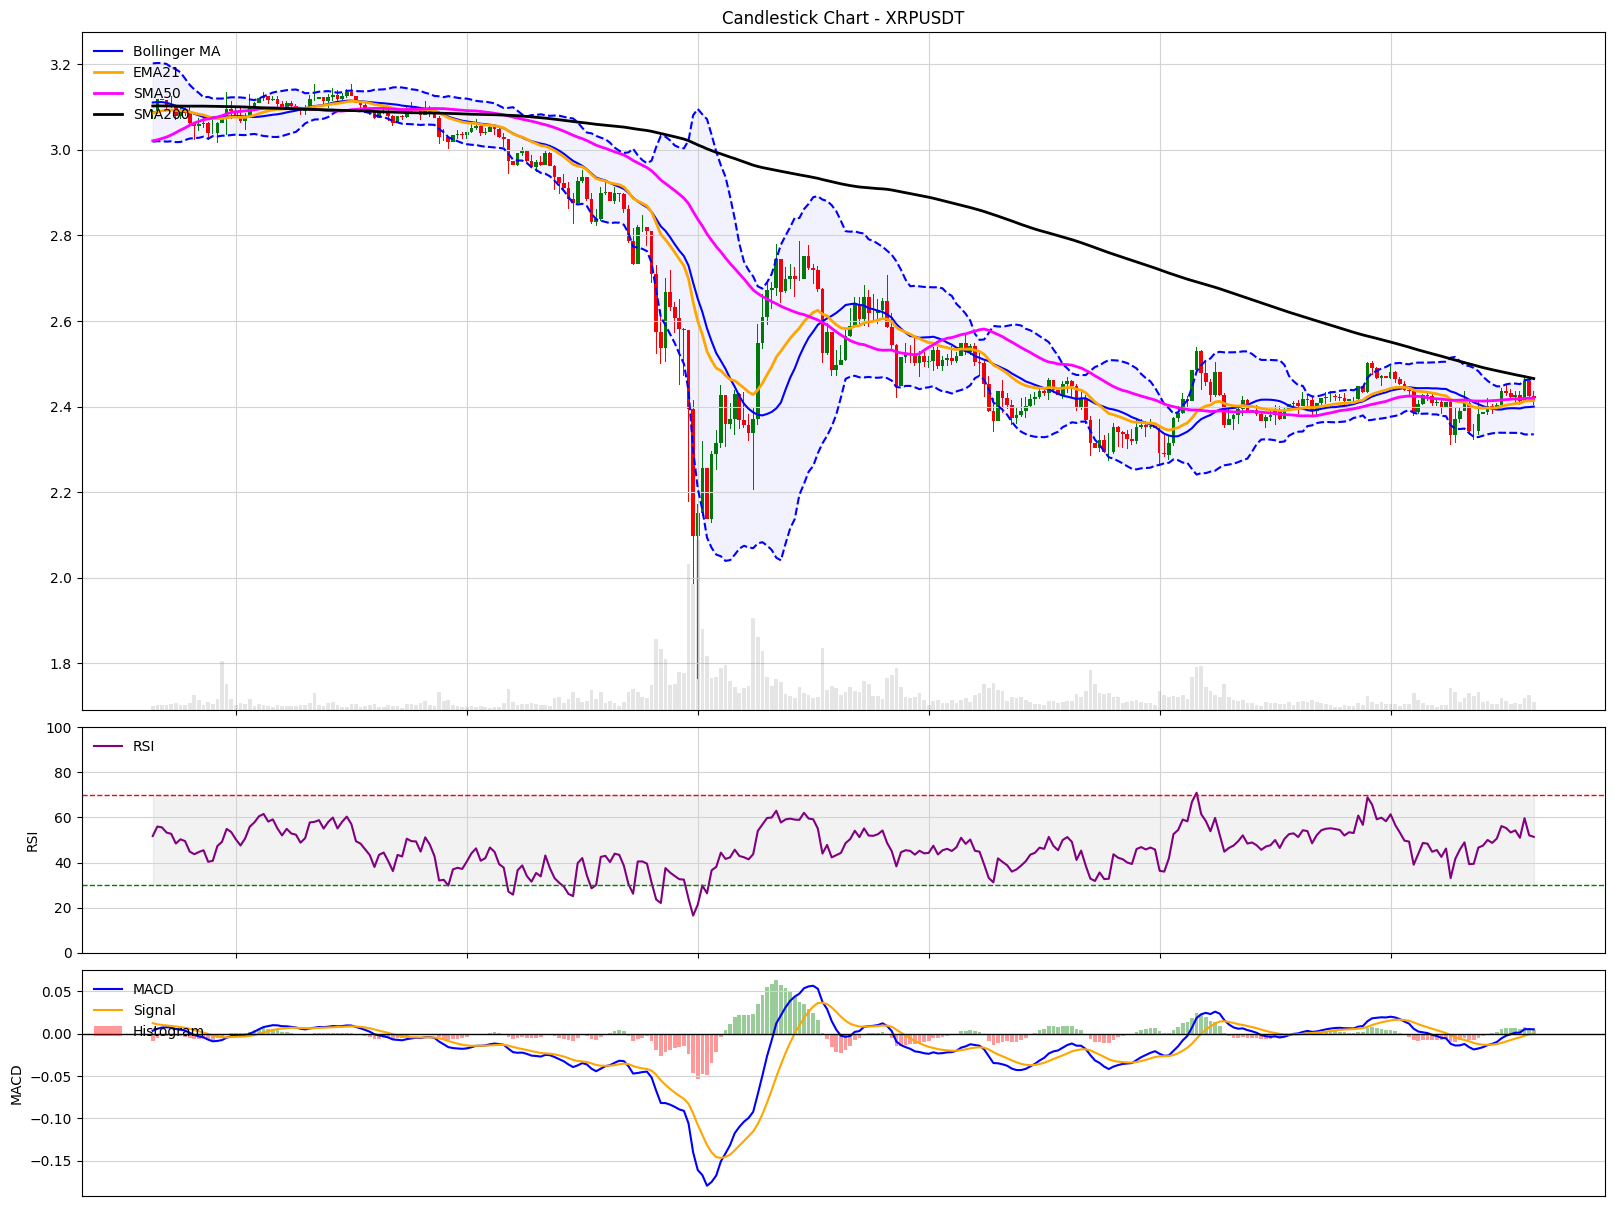 Candlestick Chart - XRPUSDT
Bollinger MA
EMA21
SMA50
SMA200
3.2
3.0
2.8
2.6
2.4
2.2
2.0
1.8
RSI
100
80
60
40
20
0
RSI
MACD
Signal
Histogram
0.05
0.00
−0.05
−0.10
−0.15
MACD